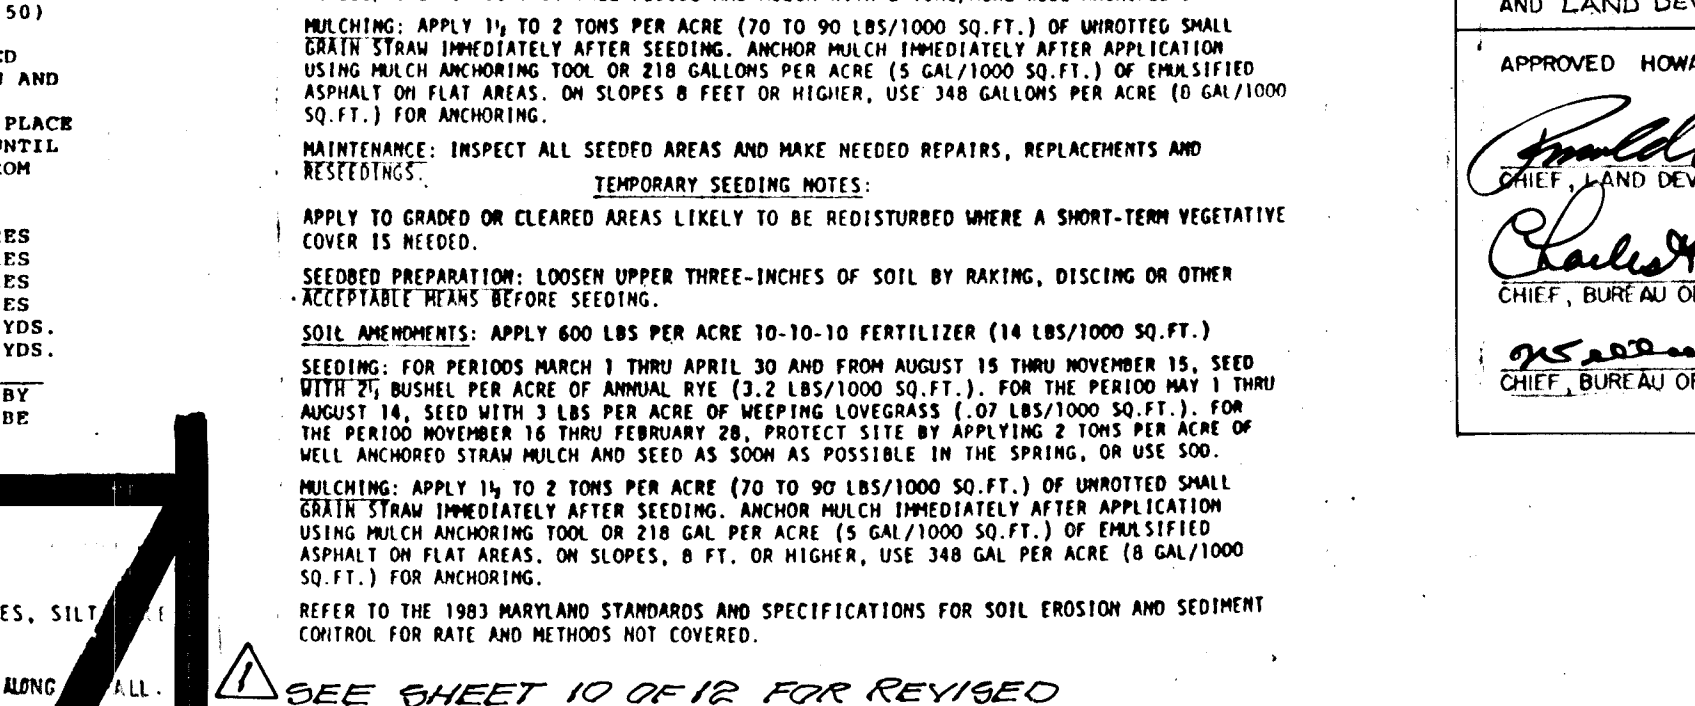 50)
ED
AND
PLACE
UNTIL
ROM
ES
ES
ES
ES
YDS.
YDS.
BY
BE
ES, SILT
ALONG ALL.
MULCHING: APPLY 1½ TO 2 TONS PER ACRE (70 TO 90 LBS/1000 SQ.FT.) OF UNROTTED SMALL
GRAIN STRAW IMMEDIATELY AFTER SEEDING. ANCHOR MULCH IMMEDIATELY AFTER APPLICATION
USING MULCH ANCHORING TOOL OR 218 GALLONS PER ACRE (5 GAL/1000 SQ.FT.) OF EMULSIFIED
ASPHALT ON FLAT AREAS. ON SLOPES 8 FEET OR HIGHER, USE 348 GALLONS PER ACRE (8 GAL/1000
SQ.FT.) FOR ANCHORING.
MAINTENANCE: INSPECT ALL SEEDED AREAS AND MAKE NEEDED REPAIRS, REPLACEMENTS AND
RESEEDINGS.
TEMPORARY SEEDING NOTES:
APPLY TO GRADED OR CLEARED AREAS LIKELY TO BE REDISTURBED WHERE A SHORT-TERM VEGETATIVE
COVER IS NEEDED.
SEEDBED PREPARATION: LOOSEN UPPER THREE-INCHES OF SOIL BY RAKING, DISCING OR OTHER
ACCEPTABLE MEANS BEFORE SEEDING.
SOIL AMENDMENTS: APPLY 600 LBS PER ACRE 10-10-10 FERTILIZER (14 LBS/1000 SQ.FT.)
SEEDING: FOR PERIODS MARCH 1 THRU APRIL 30 AND FROM AUGUST 15 THRU NOVEMBER 15, SEED
WITH 2½ BUSHEL PER ACRE OF ANNUAL RYE (3.2 LBS/1000 SQ.FT.). FOR THE PERIOD MAY 1 THRU
AUGUST 14, SEED WITH 3 LBS PER ACRE OF WEEPING LOVEGRASS (.07 LBS/1000 SQ.FT.). FOR
THE PERIOD NOVEMBER 16 THRU FEBRUARY 28, PROTECT SITE BY APPLYING 2 TONS PER ACRE OF
WELL ANCHORED STRAW MULCH AND SEED AS SOON AS POSSIBLE IN THE SPRING, OR USE SOD.
MULCHING: APPLY 1½ TO 2 TONS PER ACRE (70 TO 90 LBS/1000 SQ.FT.) OF UNROTTED SMALL
GRAIN STRAW IMMEDIATELY AFTER SEEDING. ANCHOR MULCH IMMEDIATELY AFTER APPLICATION
USING MULCH ANCHORING TOOL OR 218 GAL PER ACRE (5 GAL/1000 SQ.FT.) OF EMULSIFIED
ASPHALT ON FLAT AREAS. ON SLOPES, 8 FT. OR HIGHER, USE 348 GAL PER ACRE (8 GAL/1000
SQ.FT.) FOR ANCHORING.
REFER TO THE 1983 MARYLAND STANDARDS AND SPECIFICATIONS FOR SOIL EROSION AND SEDIMENT
CONTROL FOR RATE AND METHODS NOT COVERED.
1 SEE SHEET 10 OF 12 FOR REVISED
AND LAND DEV
APPROVED HOWA
CHIEF, LAND DEV
Charles H
CHIEF, BUREAU OF
CHIEF, BUREAU OF